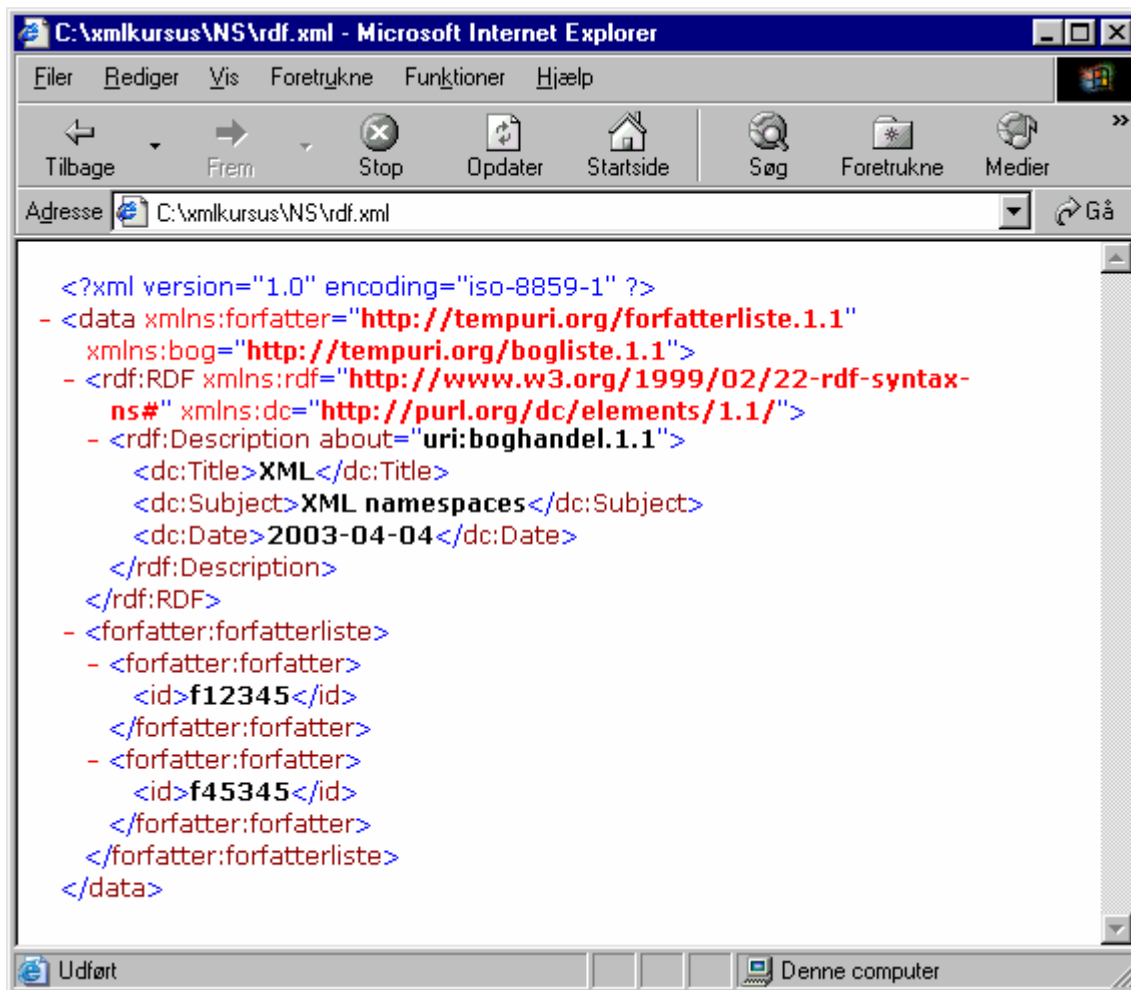 C:\xmlkursus\NS\rdf.xml - Microsoft Internet Explorer
Filer Rediger Vis Foretrukne Funktioner Hjælp
Tilbage Frem Stop Opdater Startside Søg Foretrukne Medier »
Adresse C:\xmlkursus\NS\rdf.xml Gå
<?xml version="1.0" encoding="iso-8859-1" ?>
- <data xmlns:forfatter="http://tempuri.org/forfatterliste.1.1"
xmlns:bog="http://tempuri.org/bogliste.1.1">
- <rdf:RDF xmlns:rdf="http://www.w3.org/1999/02/22-rdf-syntax-
ns#" xmlns:dc="http://purl.org/dc/elements/1.1/">
- <rdf:Description about="uri:boghandel.1.1">
<dc:Title>XML</dc:Title>
<dc:Subject>XML namespaces</dc:Subject>
<dc:Date>2003-04-04</dc:Date>
</rdf:Description>
</rdf:RDF>
- <forfatter:forfatterliste>
- <forfatter:forfatter>
<id>f12345</id>
</forfatter:forfatter>
- <forfatter:forfatter>
<id>f45345</id>
</forfatter:forfatter>
</forfatter:forfatterliste>
</data>
Udført Denne computer